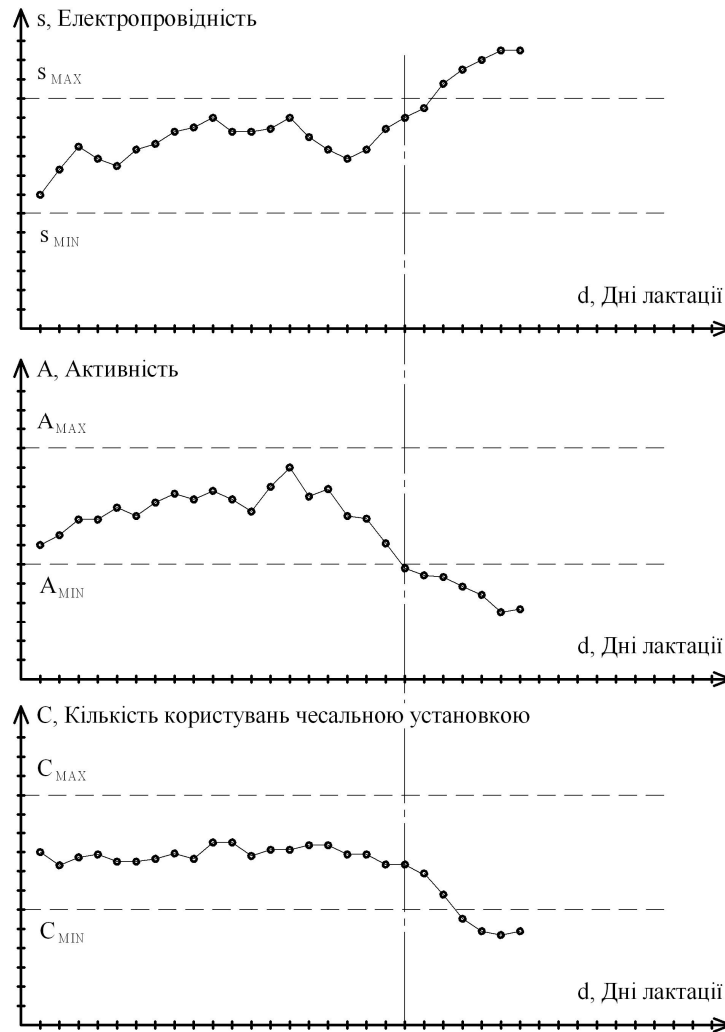 s, Електропровідність
s MAX
s MIN
d, Дні лактації
A, Активність
A MAX
A MIN
d, Дні лактації
C, Кількість користувань чесальною установкою
C MAX
C MIN
d, Дні лактації